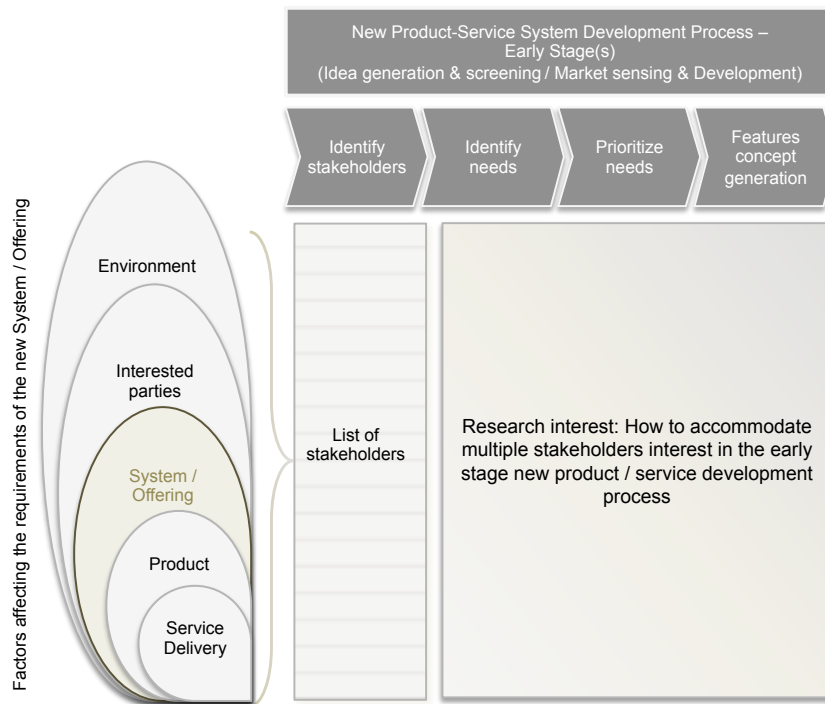 New Product-Service System Development Process –
Early Stage(s)
(Idea generation & screening / Market sensing & Development)
Identify
stakeholders
Identify
needs
Prioritize
needs
Features
concept
generation
Factors affecting the requirements of the new System / Offering
Environment
Interested
parties
System /
Offering
Product
Service
Delivery
List of
stakeholders
Research interest: How to accommodate
multiple stakeholders interest in the early
stage new product / service development
process